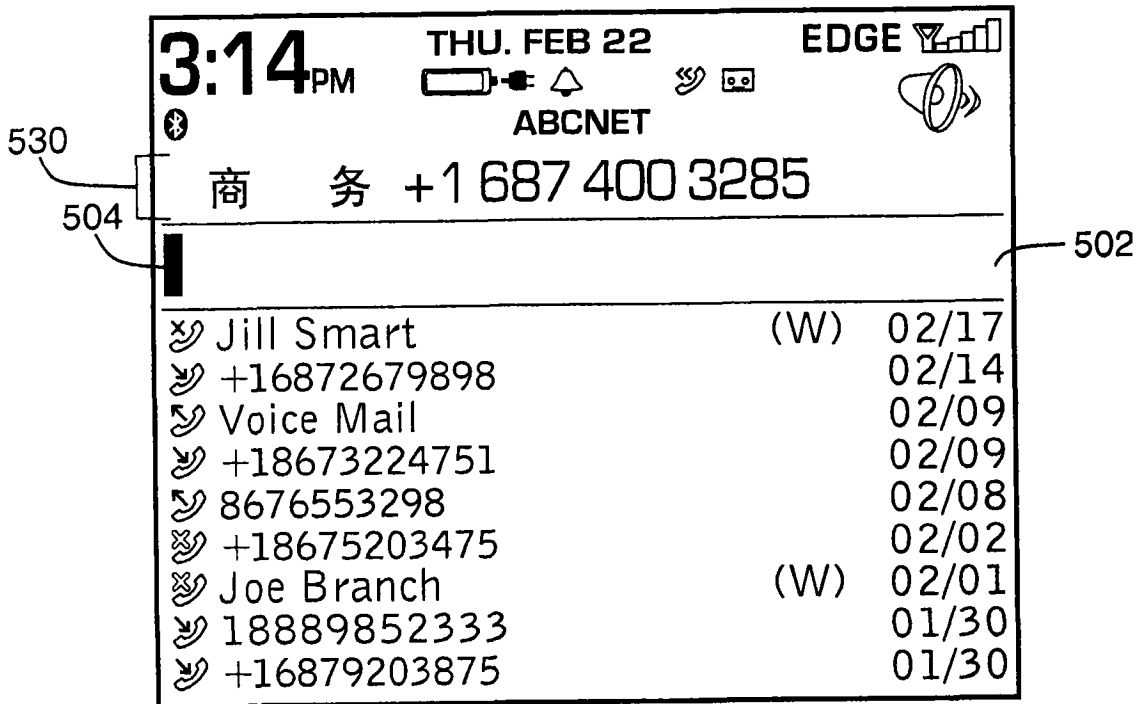 3:14PM THU. FEB 22 EDGE
ABCNET
530
商 务 +1 687 400 3285
504
502
Jill Smart (W) 02/17
+16872679898 02/14
Voice Mail 02/09
+18673224751 02/09
8676553298 02/08
+18675203475 02/02
Joe Branch (W) 02/01
18889852333 01/30
+16879203875 01/30